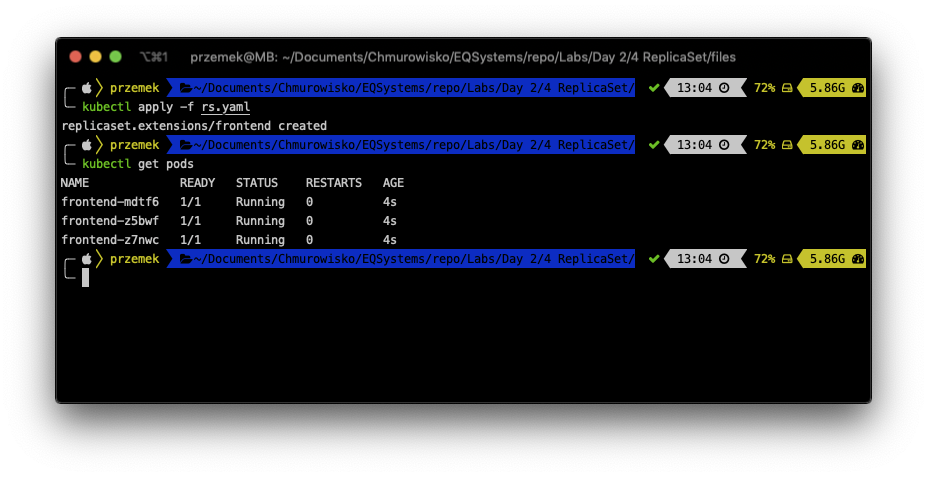 ⌥⌘1 przemek@MB: ~/Documents/Chmurowisko/EQSystems/repo/Labs/Day 2/4 ReplicaSet/files
przemek ~/Documents/Chmurowisko/EQSystems/repo/Labs/Day 2/4 ReplicaSet/ ✔ 13:04 72% 5.86G
kubectl apply -f rs.yaml
replicaset.extensions/frontend created
przemek ~/Documents/Chmurowisko/EQSystems/repo/Labs/Day 2/4 ReplicaSet/ ✔ 13:04 72% 5.86G
kubectl get pods
NAME READY STATUS RESTARTS AGE
frontend-mdtf6 1/1 Running 0 4s
frontend-z5bwf 1/1 Running 0 4s
frontend-z7nwc 1/1 Running 0 4s
przemek ~/Documents/Chmurowisko/EQSystems/repo/Labs/Day 2/4 ReplicaSet/ ✔ 13:04 72% 5.86G